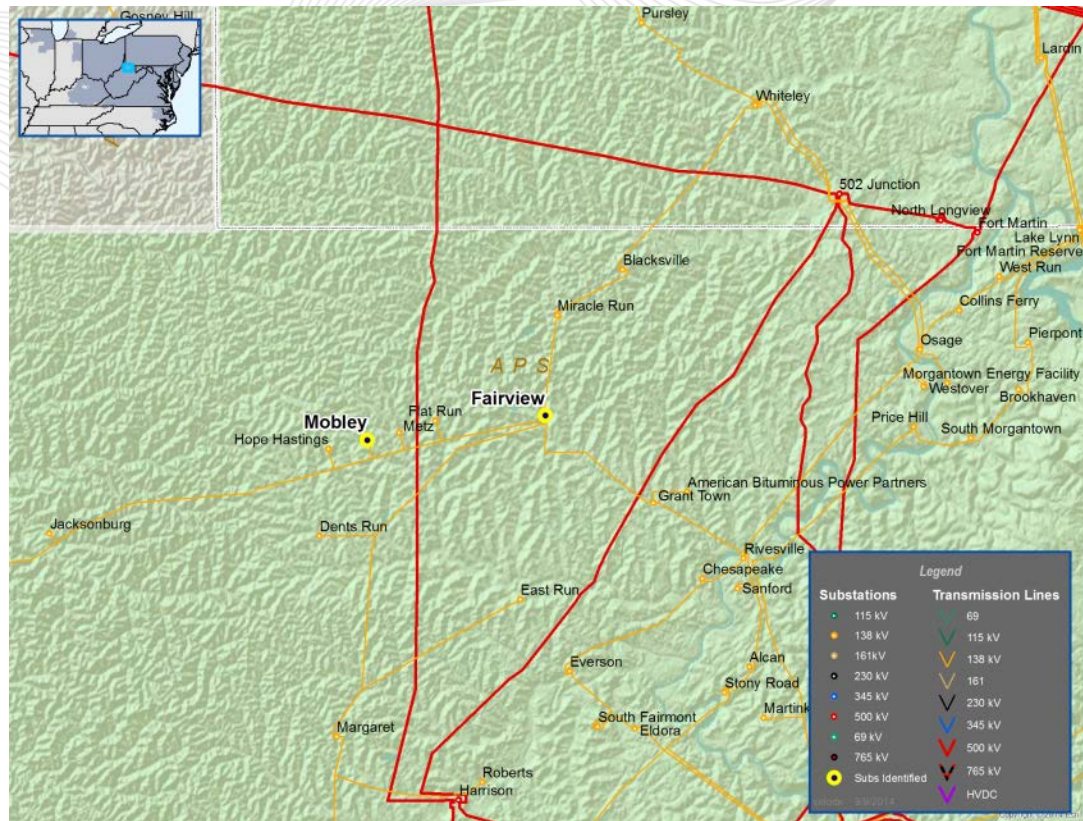 Gosney Hill
Pursley
Lardin
Whiteley
502 Junction
North Longview
Fort Martin
Lake Lynn
Fort Martin Reserve
West Run
Blacksville
Collins Ferry
Miracle Run
Osage
Pierpont
A P S
Morgantown Energy Facility
Westover
Brookhaven
Fairview
Flat Run
Mobley
Metz
Hope Hastings
Price Hill
South Morgantown
American Bituminous Power Partners
Grant Town
Jacksonburg
Dents Run
Rivesville
Chesapeake
Sanford
East Run
Everson
Alcan
Stony Road
South Fairmont
Eldora
Martink
Margaret
Roberts
Harrison
Legend
Substations
115 kV
138 kV
161kV
230 kV
345 kV
500 kV
69 kV
765 kV
Subs Identified
Transmission Lines
69
115 kV
138 kV
161
230 kV
345 kV
500 kV
765 kV
HVDC